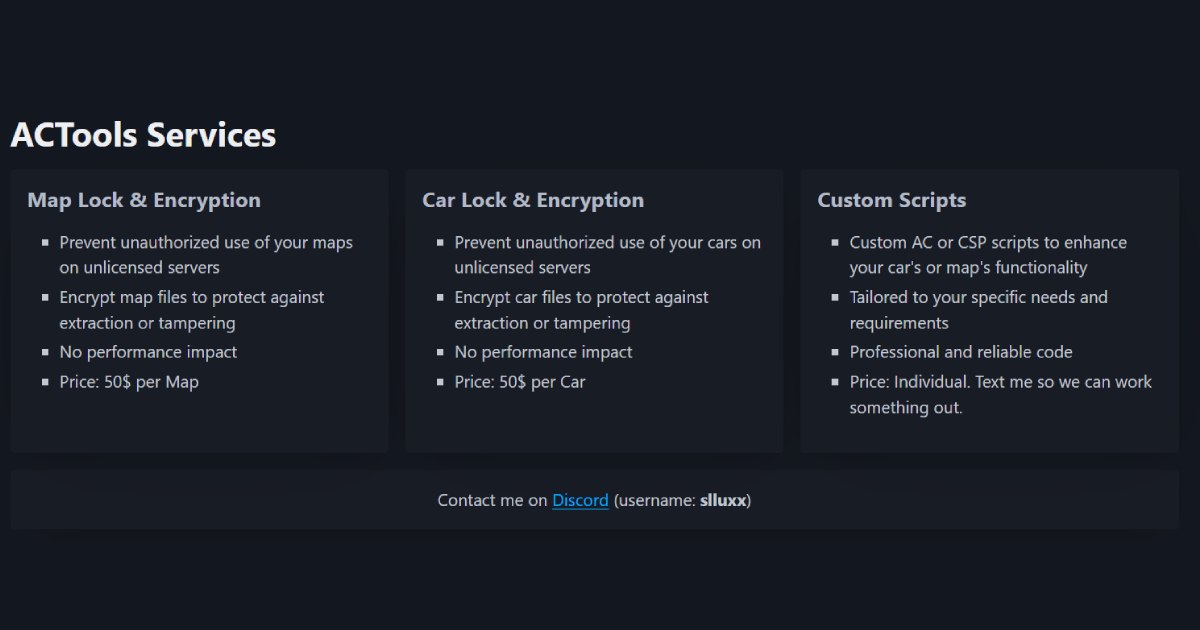 ACTools Services
Map Lock & Encryption
Prevent unauthorized use of your maps
on unlicensed servers
Encrypt map files to protect against
extraction or tampering
No performance impact
Price: 50$ per Map
Car Lock & Encryption
Prevent unauthorized use of your cars on
unlicensed servers
Encrypt car files to protect against
extraction or tampering
No performance impact
Price: 50$ per Car
Custom Scripts
Custom AC or CSP scripts to enhance
your car's or map's functionality
Tailored to your specific needs and
requirements
Professional and reliable code
Price: Individual. Text me so we can work
something out.
Contact me on Discord (username: slluxx)